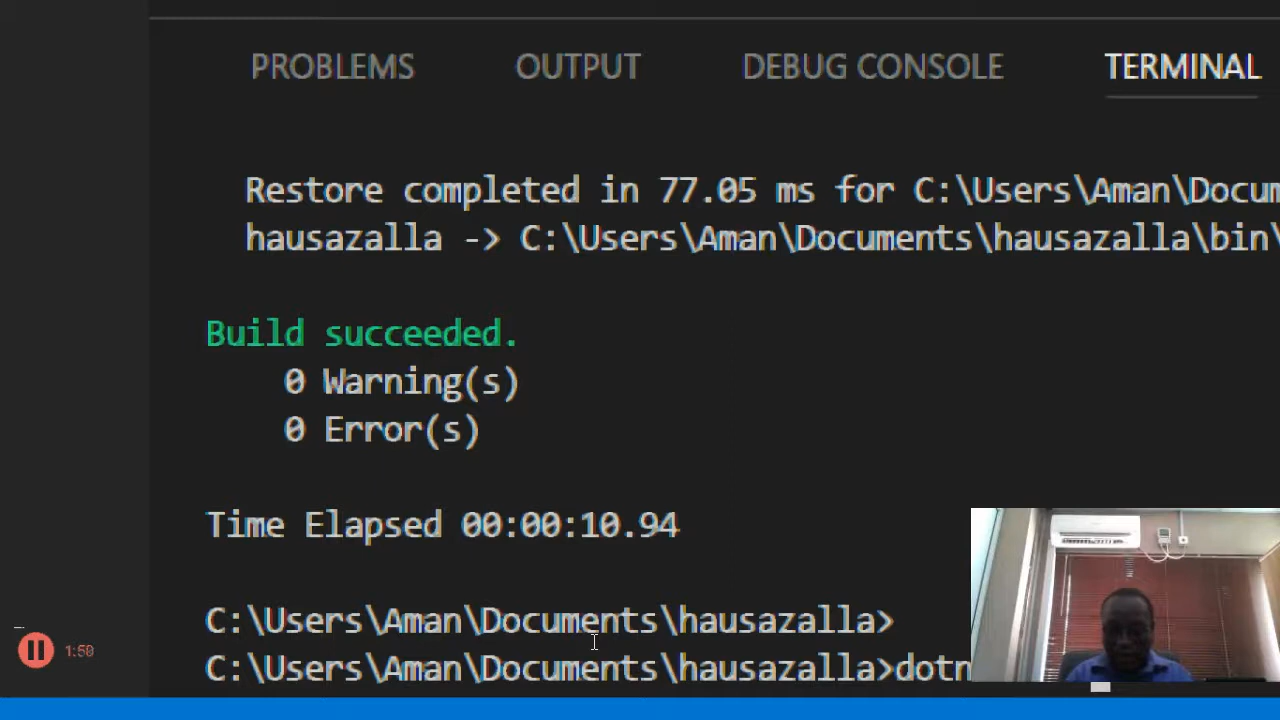 PROBLEMS OUTPUT DEBUG CONSOLE TERMINAL
Restore completed in 77.05 ms for C:\Users\Aman\Docum
hausazalla -> C:\Users\Aman\Documents\hausazalla\bin\
Build succeeded.
0 Warning(s)
0 Error(s)
Time Elapsed 00:00:10.94
C:\Users\Aman\Documents\hausazalla>
C:\Users\Aman\Documents\hausazalla>dotn
1:50